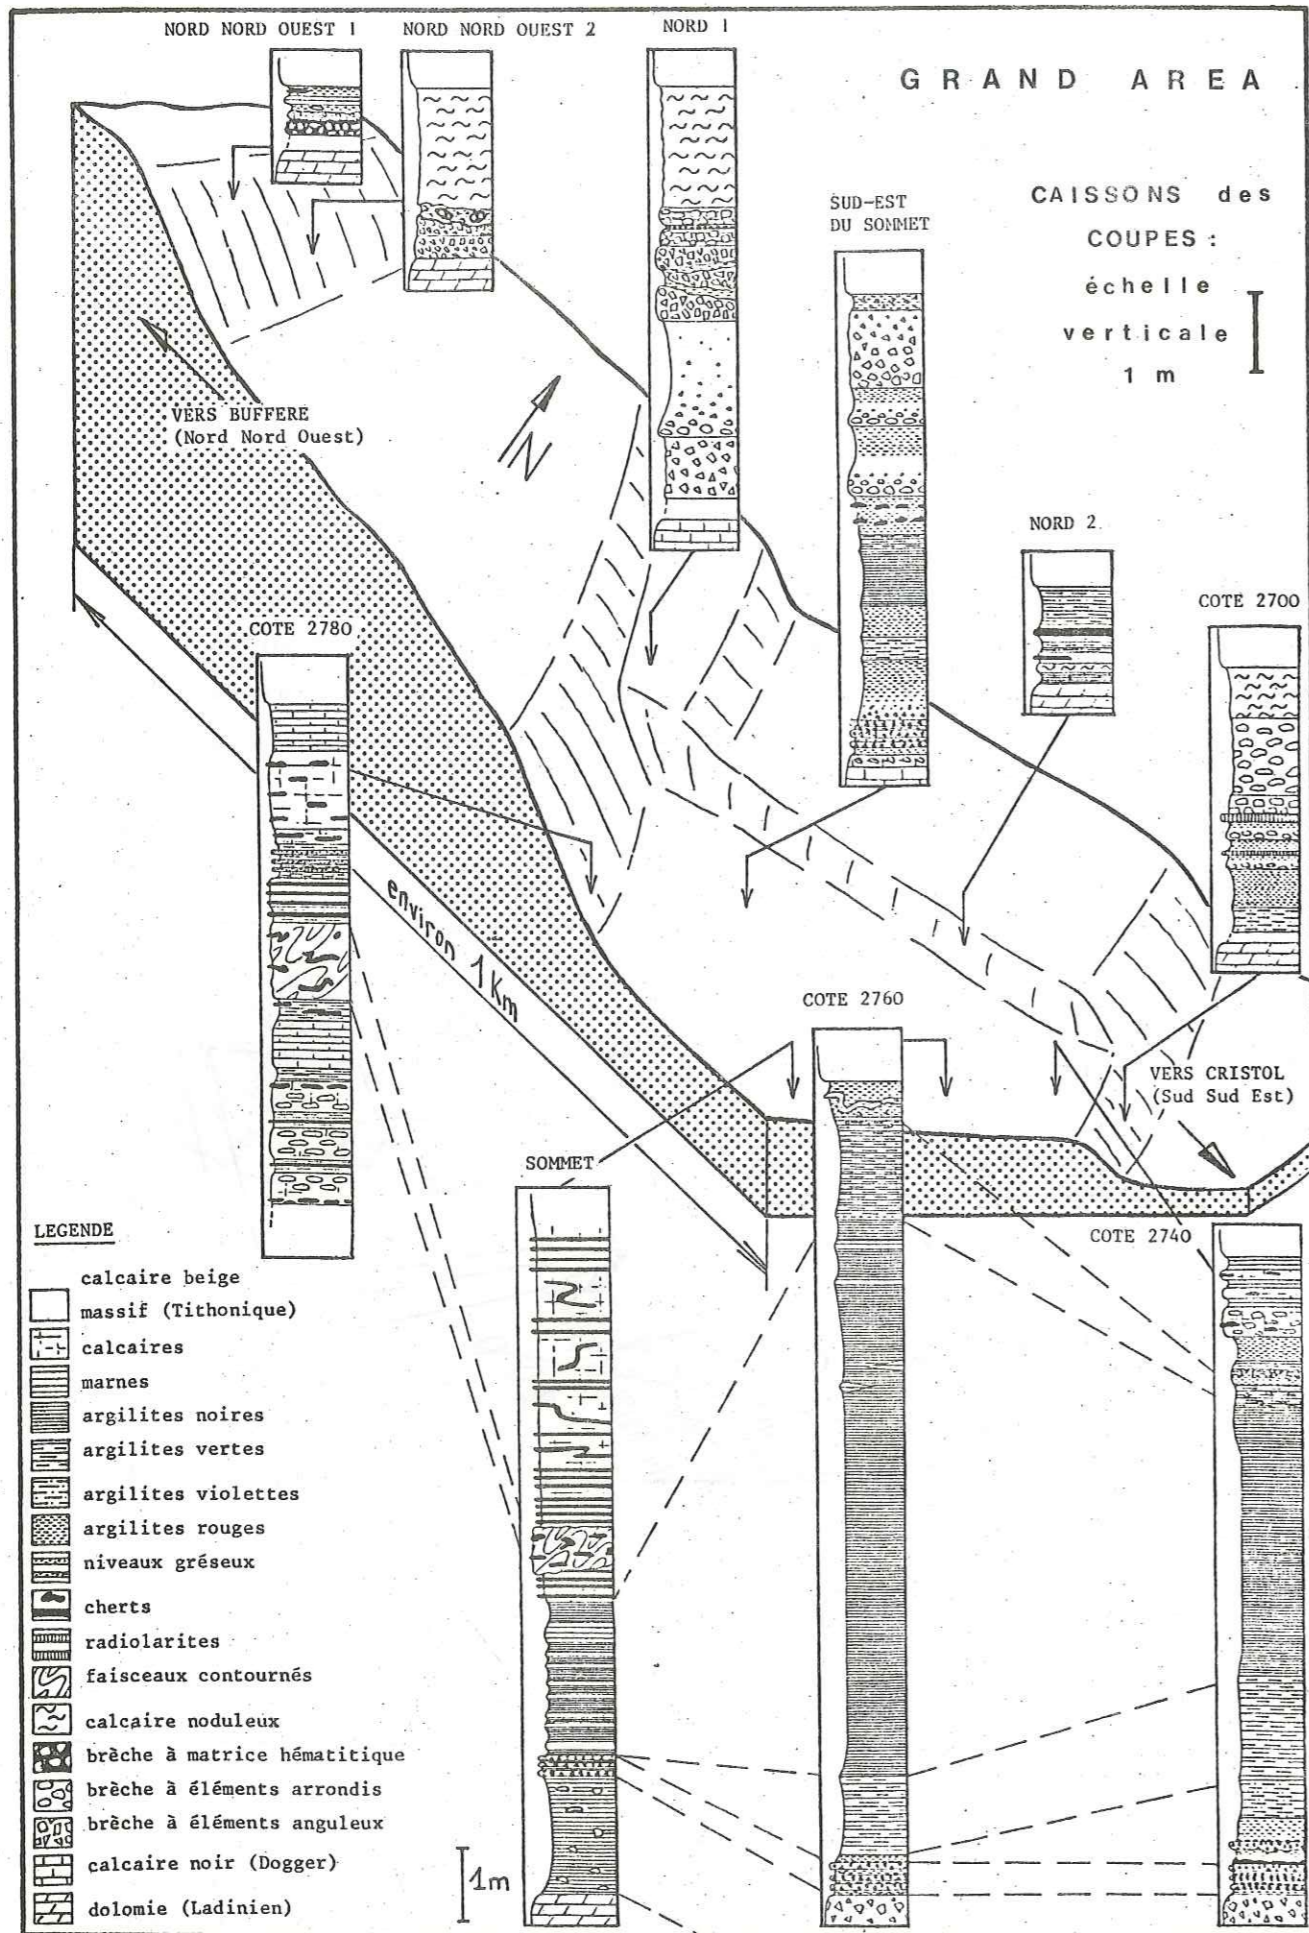 NORD NORD OUEST 1
NORD NORD OUEST 2
NORD 1
GRAND AREA
CAISSONS des
COUPES :
échelle
verticale
1 m
SUD-EST
DU SOMMET
NORD 2
COTE 2700
VERS BUFFERE
(Nord Nord Ouest)
N
COTE 2780
environ 1 Km
COTE 2760
VERS CRISTOL
(Sud Sud Est)
SOMMET
COTE 2740
LEGENDE
calcaire beige
massif (Tithonique)
calcaires
marnes
argilites noires
argilites vertes
argilites violettes
argilites rouges
niveaux gréseux
cherts
radiolarites
faisceaux contournés
calcaire noduleux
brèche à matrice hématitique
brèche à éléments arrondis
brèche à éléments anguleux
calcaire noir (Dogger)
dolomie (Ladinien)
1m